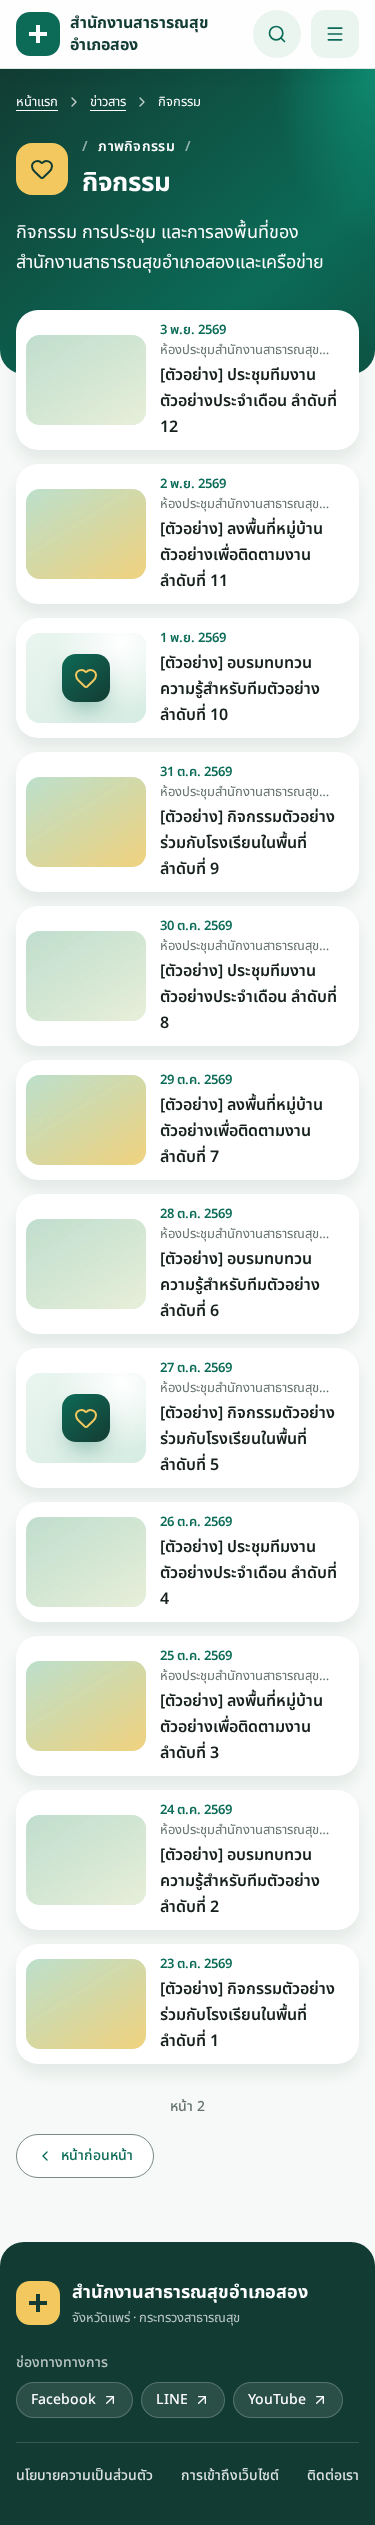 สำนักงานสาธารณสุข
อำเภอสอง
หน้าแรก
ข่าวสาร
กิจกรรม
/ ภาพกิจกรรม /
กิจกรรม
กิจกรรม การประชุม และการลงพื้นที่ของ
สำนักงานสาธารณสุขอำเภอสองและเครือข่าย
3 พ.ย. 2569
ห้องประชุมสำนักงานสาธารณสุข...
[ตัวอย่าง] ประชุมทีมงาน
ตัวอย่างประจำเดือน ลำดับที่
12
2 พ.ย. 2569
ห้องประชุมสำนักงานสาธารณสุข...
[ตัวอย่าง] ลงพื้นที่หมู่บ้าน
ตัวอย่างเพื่อติดตามงาน
ลำดับที่ 11
1 พ.ย. 2569
[ตัวอย่าง] อบรมทบทวน
ความรู้สำหรับทีมตัวอย่าง
ลำดับที่ 10
31 ต.ค. 2569
ห้องประชุมสำนักงานสาธารณสุข...
[ตัวอย่าง] กิจกรรมตัวอย่าง
ร่วมกับโรงเรียนในพื้นที่
ลำดับที่ 9
30 ต.ค. 2569
ห้องประชุมสำนักงานสาธารณสุข...
[ตัวอย่าง] ประชุมทีมงาน
ตัวอย่างประจำเดือน ลำดับที่
8
29 ต.ค. 2569
[ตัวอย่าง] ลงพื้นที่หมู่บ้าน
ตัวอย่างเพื่อติดตามงาน
ลำดับที่ 7
28 ต.ค. 2569
ห้องประชุมสำนักงานสาธารณสุข...
[ตัวอย่าง] อบรมทบทวน
ความรู้สำหรับทีมตัวอย่าง
ลำดับที่ 6
27 ต.ค. 2569
ห้องประชุมสำนักงานสาธารณสุข...
[ตัวอย่าง] กิจกรรมตัวอย่าง
ร่วมกับโรงเรียนในพื้นที่
ลำดับที่ 5
26 ต.ค. 2569
[ตัวอย่าง] ประชุมทีมงาน
ตัวอย่างประจำเดือน ลำดับที่
4
25 ต.ค. 2569
ห้องประชุมสำนักงานสาธารณสุข...
[ตัวอย่าง] ลงพื้นที่หมู่บ้าน
ตัวอย่างเพื่อติดตามงาน
ลำดับที่ 3
24 ต.ค. 2569
ห้องประชุมสำนักงานสาธารณสุข...
[ตัวอย่าง] อบรมทบทวน
ความรู้สำหรับทีมตัวอย่าง
ลำดับที่ 2
23 ต.ค. 2569
[ตัวอย่าง] กิจกรรมตัวอย่าง
ร่วมกับโรงเรียนในพื้นที่
ลำดับที่ 1
หน้า 2
หน้าก่อนหน้า
สำนักงานสาธารณสุขอำเภอสอง
จังหวัดแพร่ · กระทรวงสาธารณสุข
ช่องทางทางการ
Facebook
LINE
YouTube
นโยบายความเป็นส่วนตัว
การเข้าถึงเว็บไซต์
ติดต่อเรา